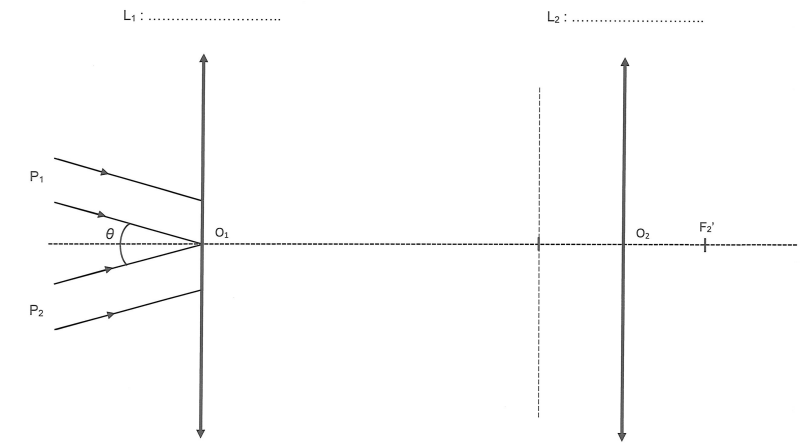 L₁ : ............................. L₂ : .............................
P₁
θ O₁ O₂ F₂'
P₂